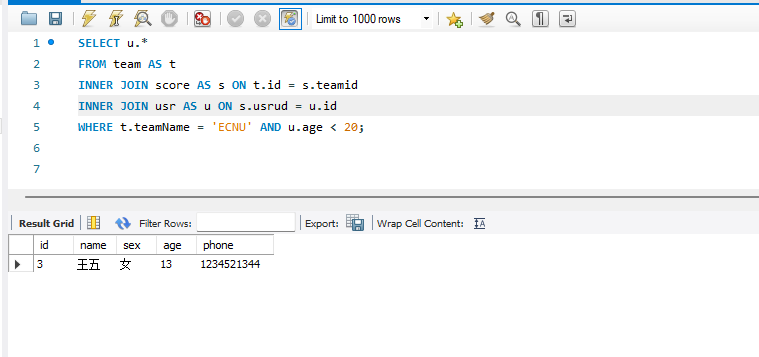 Limit to 1000 rows
1 SELECT u.*
2 FROM team AS t
3 INNER JOIN score AS s ON t.id = s.teamid
4 INNER JOIN usr AS u ON s.usrud = u.id
5 WHERE t.teamName = 'ECNU' AND u.age < 20;
6
7
Result Grid Filter Rows: Export: Wrap Cell Content: IA
id name sex age phone
3 王五 女 13 1234521344